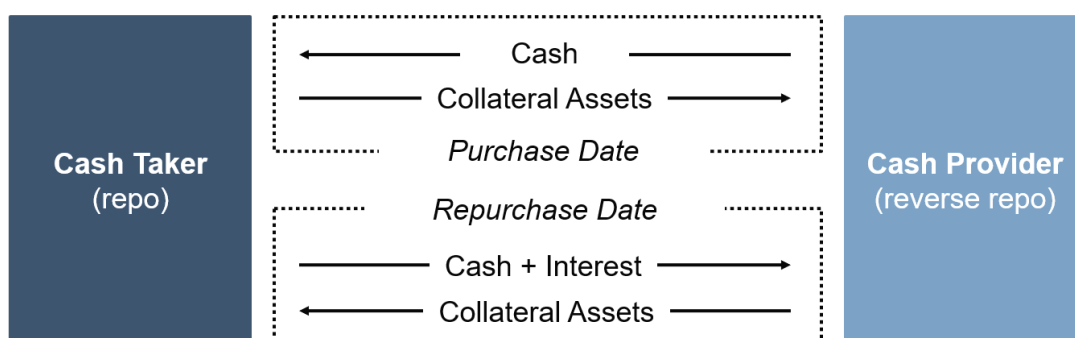 Cash Taker
(repo)
Cash
Collateral Assets
Purchase Date
Repurchase Date
Cash + Interest
Collateral Assets
Cash Provider
(reverse repo)